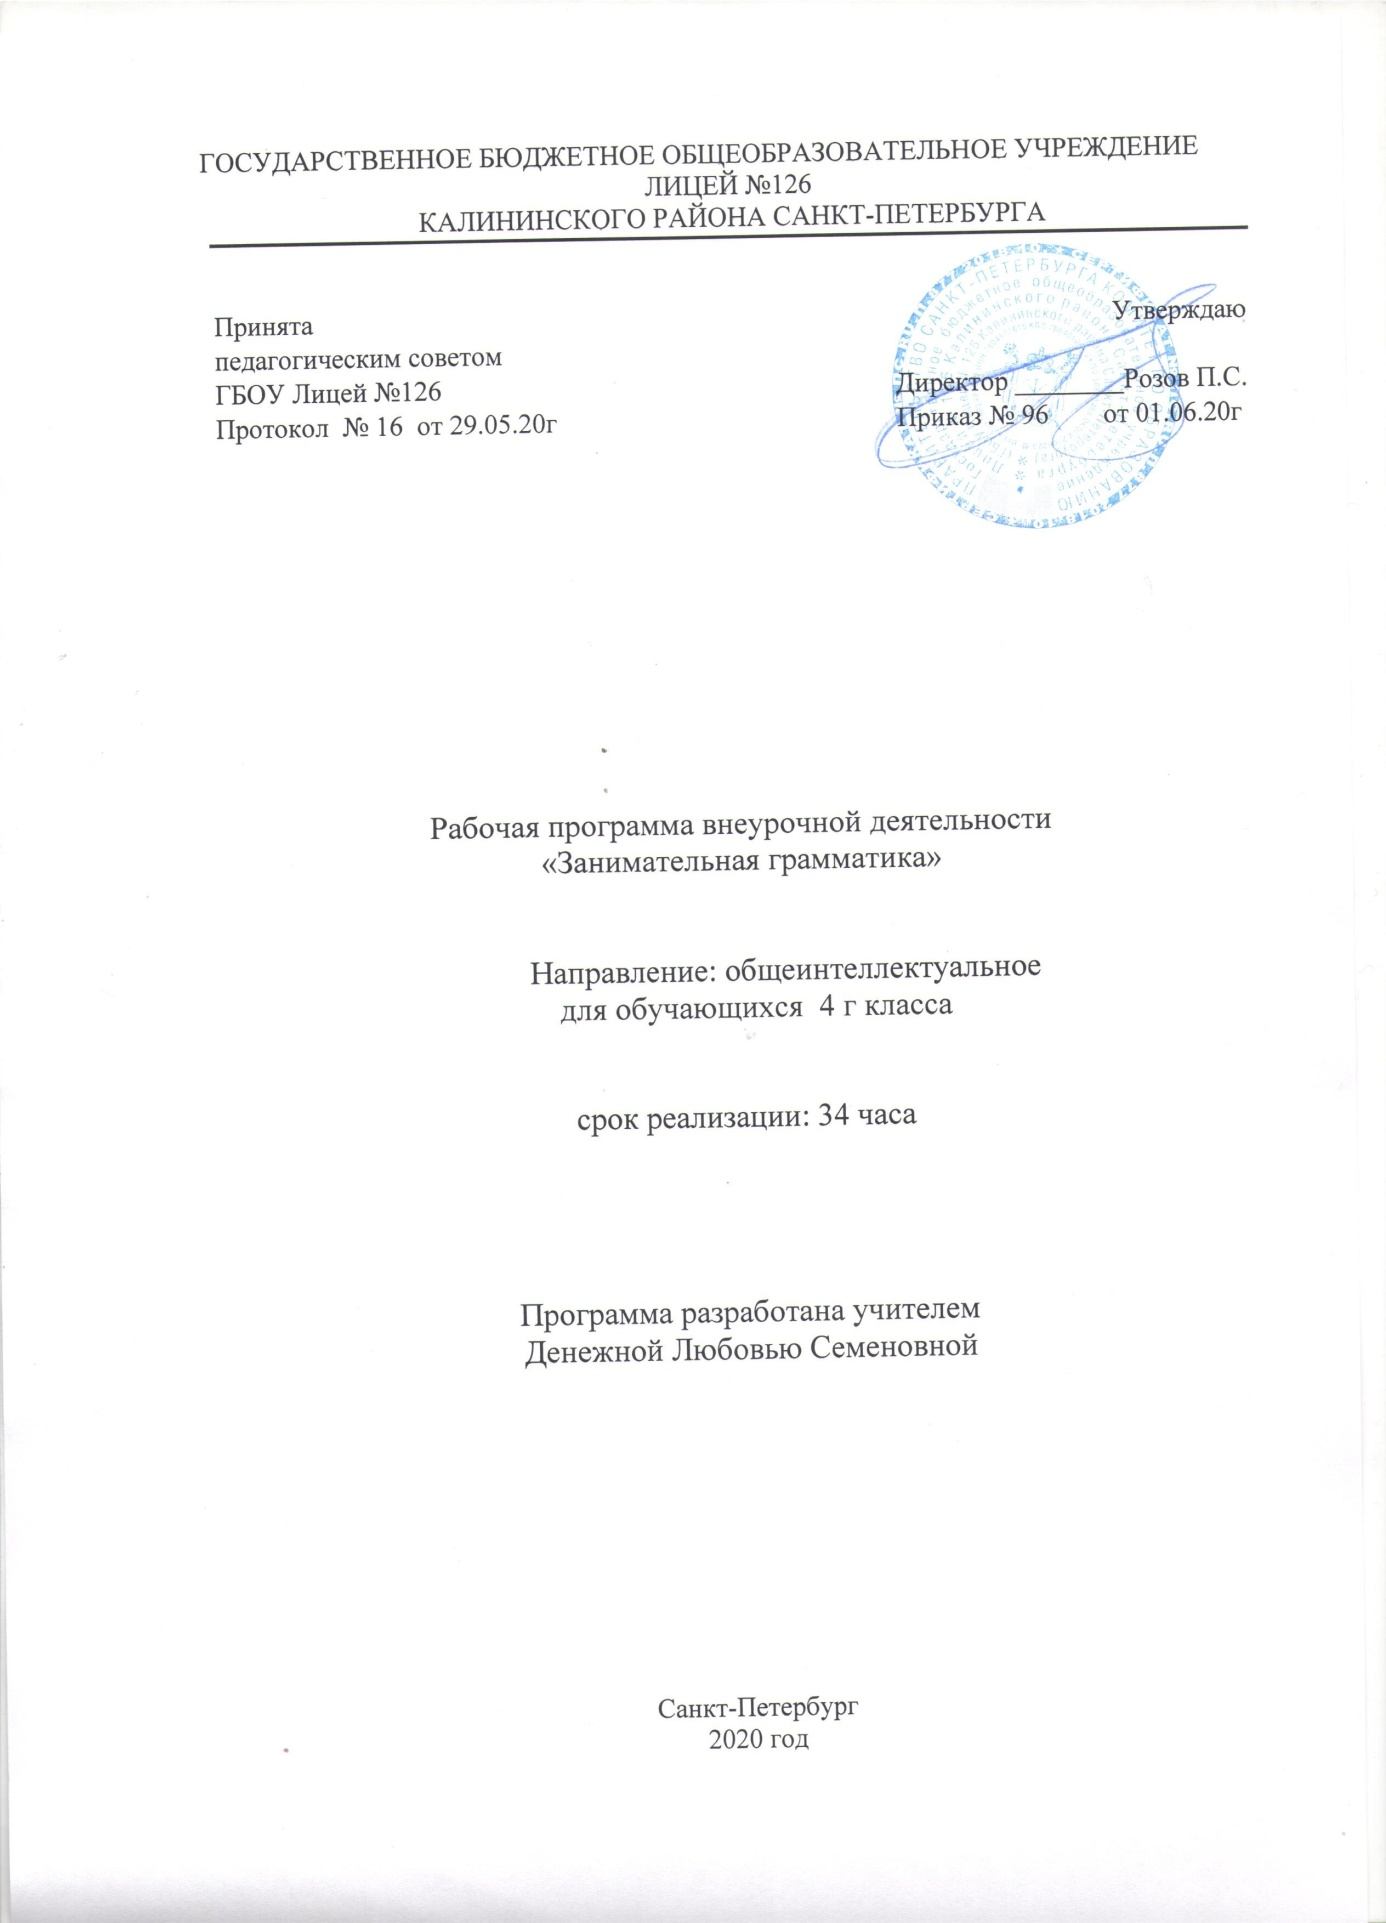 ГОСУДАРСТВЕННОЕ БЮДЖЕТНОЕ ОБЩЕОБРАЗОВАТЕЛЬНОЕ УЧРЕЖДЕНИЕ
ЛИЦЕЙ №126
КАЛИНИНСКОГО РАЙОНА САНКТ-ПЕТЕРБУРГА
Принята
педагогическим советом
ГБОУ Лицей №126
Протокол № 16 от 29.05.20г
Утверждаю
Директор ________Розов П.С.
Приказ № 96 от 01.06.20г
Рабочая программа внеурочной деятельности
«Занимательная грамматика»
Направление: общеинтеллектуальное
для обучающихся 4 г класса
срок реализации: 34 часа
Программа разработана учителем
Денежной Любовью Семеновной
Санкт-Петербург
2020 год